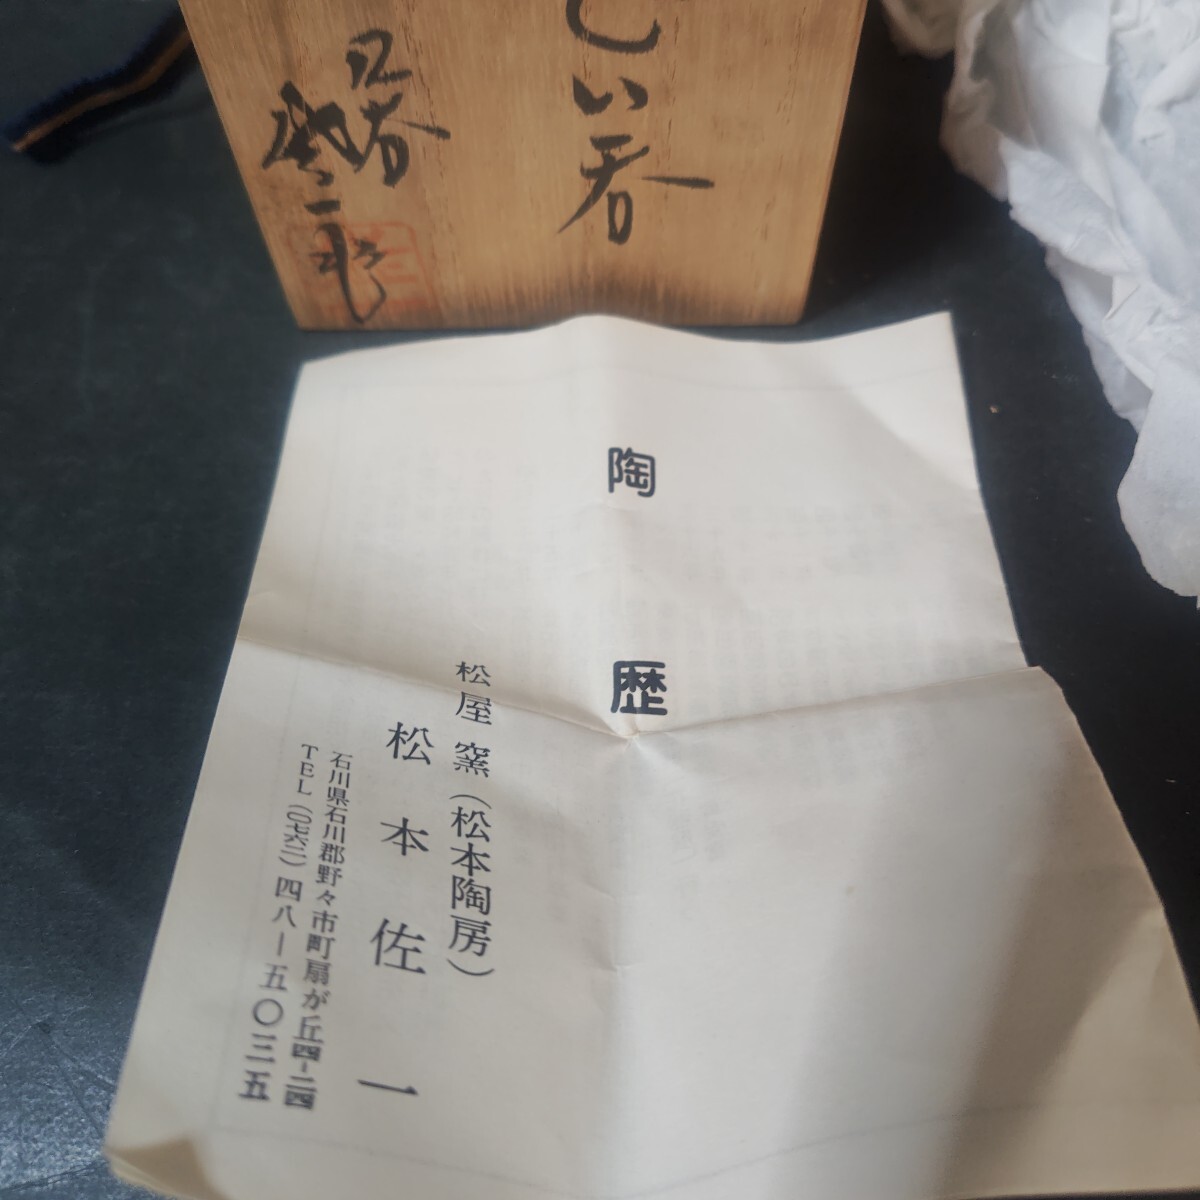 い呑
陶歴
松屋窯（松本陶房）
松本佐一
石川県石川郡野々市町扇が丘四-二四
TEL（〇七六二）四八ー五〇三五